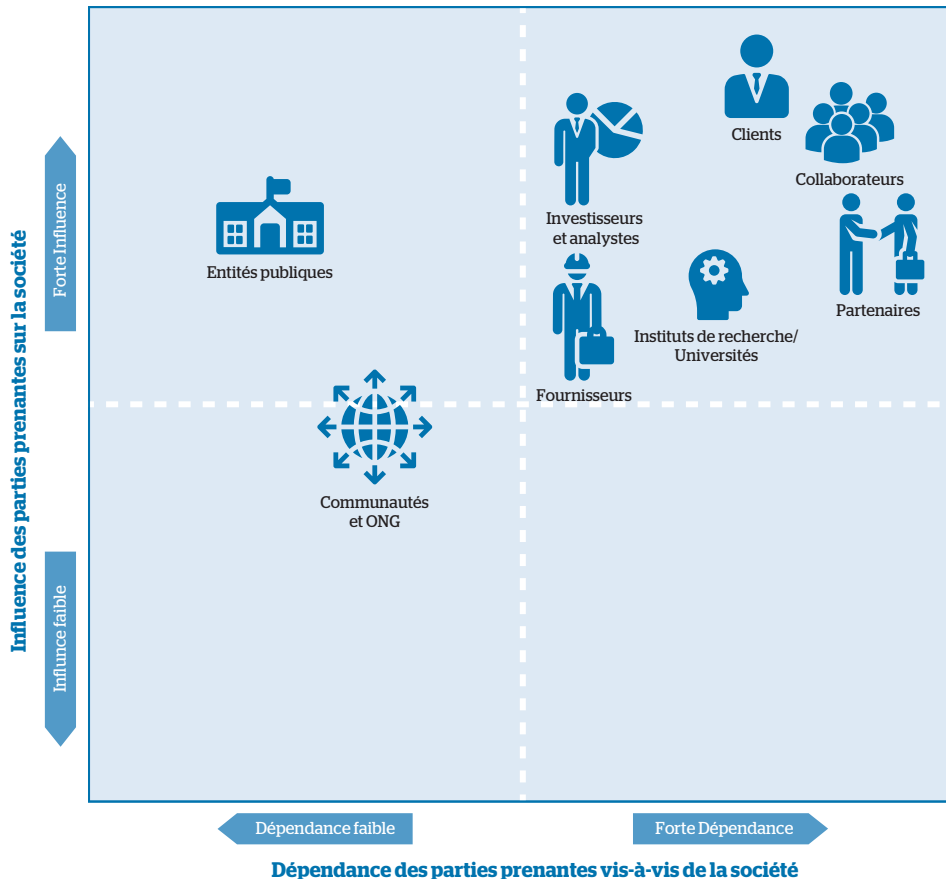 Influence des parties prenantes sur la société
Forte Influence
Influnce faible
Clients
Collaborateurs
Investisseurs
et analystes
Entités publiques
Partenaires
Instituts de recherche/
Universités
Fournisseurs
Communautés
et ONG
Dépendance faible
Forte Dépendance
Dépendance des parties prenantes vis-à-vis de la société